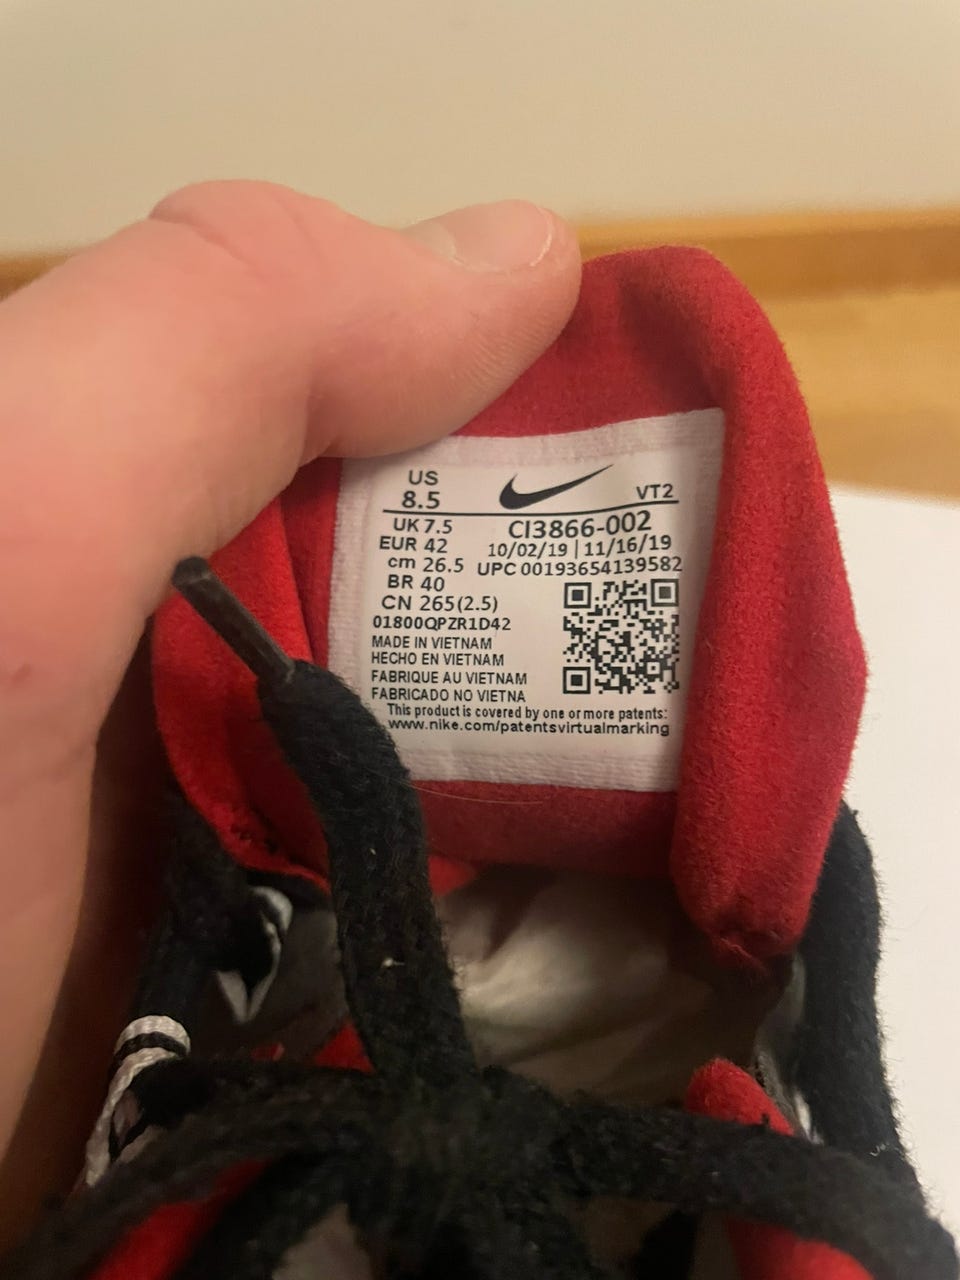 US
8.5
VT2
UK 7.5
CI3866-002
EUR 42
10/02/19 | 11/16/19
cm 26.5
UPC 00193654139582
BR 40
CN 265(2.5)
01800QPZR1D42
MADE IN VIETNAM
HECHO EN VIETNAM
FABRIQUE AU VIETNAM
FABRICADO NO VIETNA
This product is covered by one or more patents:
www.nike.com/patentsvirtualmarking